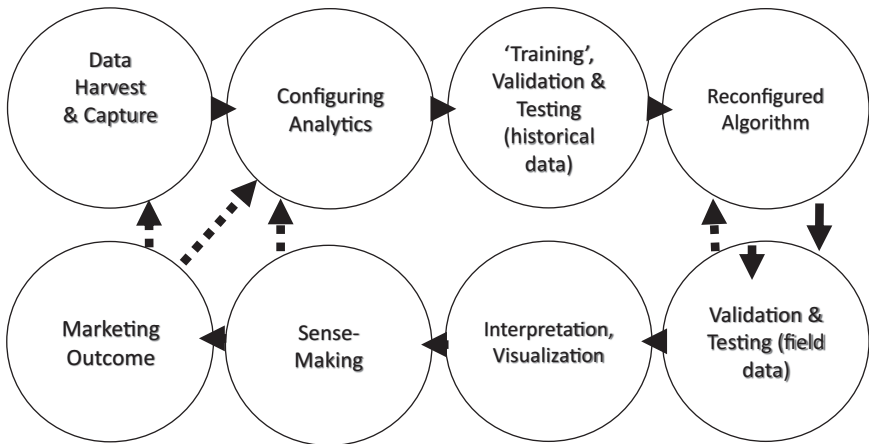 Data
Harvest
& Capture
Configuring
Analytics
‘Training’,
Validation &
Testing
(historical
data)
Reconfigured
Algorithm
Marketing
Outcome
Sense-
Making
Interpretation,
Visualization
Validation &
Testing (field
data)